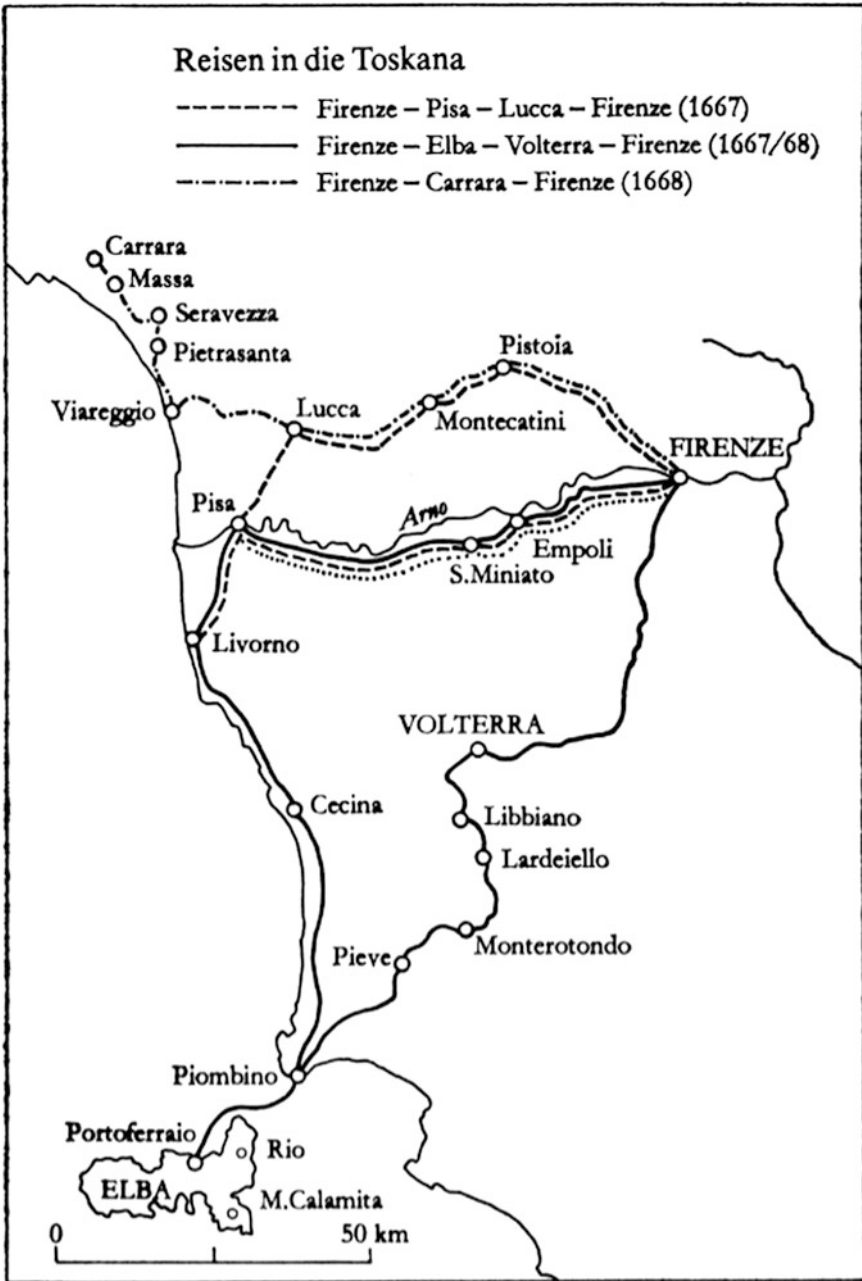 Reisen in die Toskana
Firenze – Pisa – Lucca – Firenze (1667)
Firenze – Elba – Volterra – Firenze (1667/68)
Firenze – Carrara – Firenze (1668)
Carrara
Massa
Seravezza
Pietrasanta
Pistoia
Viareggio
Lucca
Montecatini
FIRENZE
Pisa
Arno
Empoli
S.Miniato
Livorno
VOLTERRA
Cecina
Libbiano
Lardeiello
Monterotondo
Pieve
Piombino
Portoferraio
Rio
ELBA
M.Calamita
0 50 km